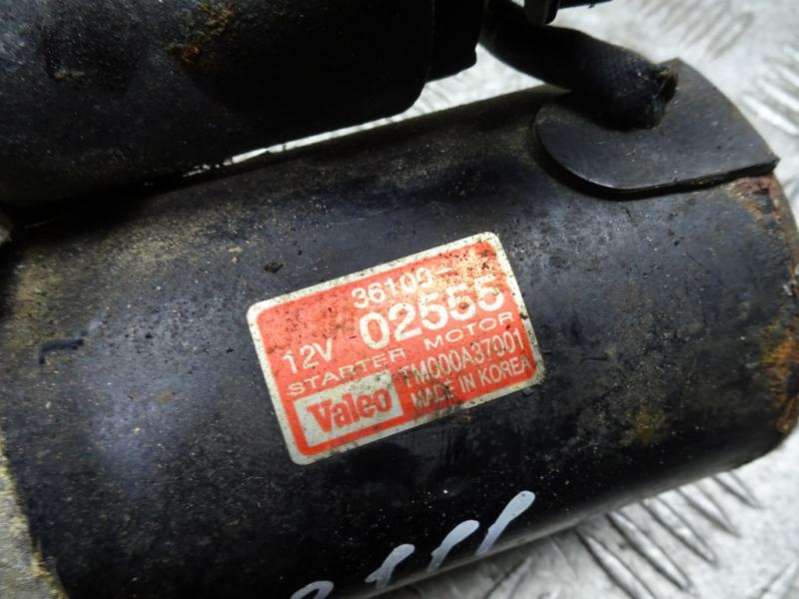 36100-
12V 02555
STARTER MOTOR
Valeo TM000A37001
MADE IN KOREA